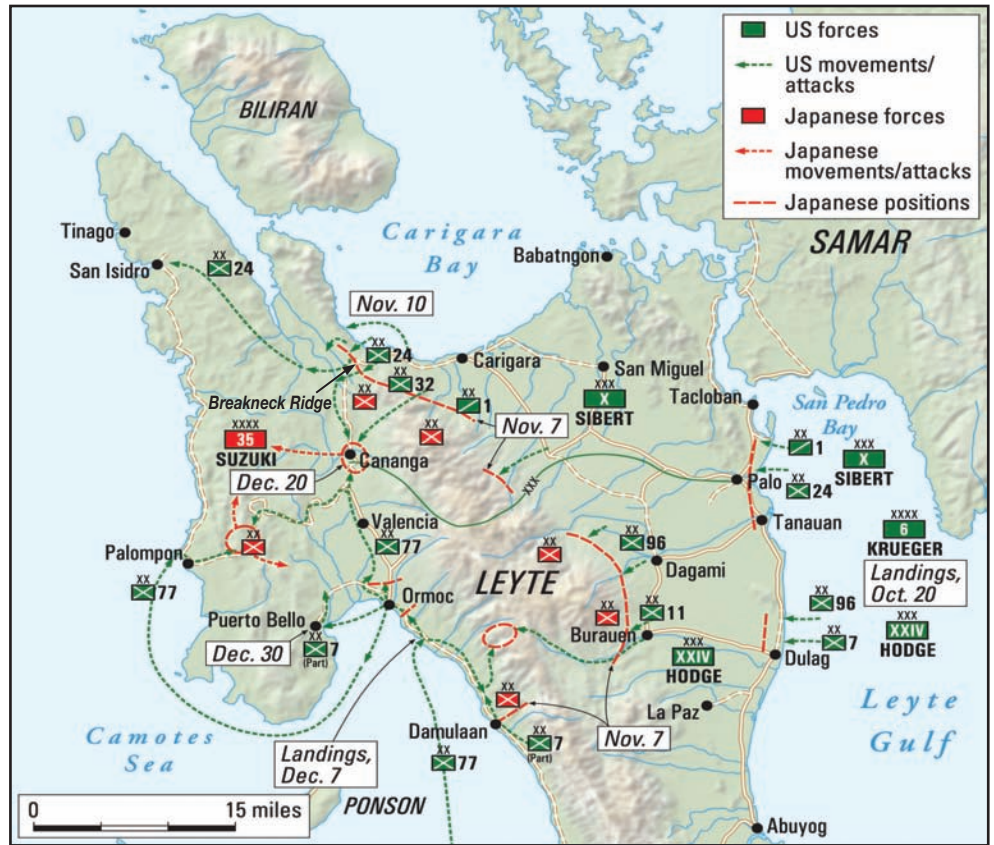 US forces
US movements/
attacks
Japanese forces
Japanese
movements/attacks
Japanese positions
BILIRAN
SAMAR
Carigara
Bay
Tinago
San Isidro
XX
24
Babatngon
Nov. 10
XX
24
Carigara
XX
32
San Miguel
Breakneck Ridge
XX
XX
1
XXX
X
SIBERT
Tacloban
San Pedro
Bay
XXXX
35
SUZUKI
XX
Nov. 7
XX
1
XXX
X
SIBERT
Cananga
Dec. 20
XXX
Palo
XX
24
Valencia
Tanauan
XXXX
6
KRUEGER
Landings,
Oct. 20
XX
XX
77
XX
XX
96
Palompon
LEYTE
Dagami
XX
77
Ormoc
XX
XX
11
XX
96
Puerto Bello
Burauen
XXX
XXIV
HODGE
XX
7
Dec. 30
XX
7
(Part)
XXX
XXIV
HODGE
Dulag
XX
La Paz
Leyte
Gulf
Camotes
Sea
Landings,
Dec. 7
Damulaan
XX
7
(Part)
Nov. 7
XX
77
PONSON
0 15 miles
Abuyog